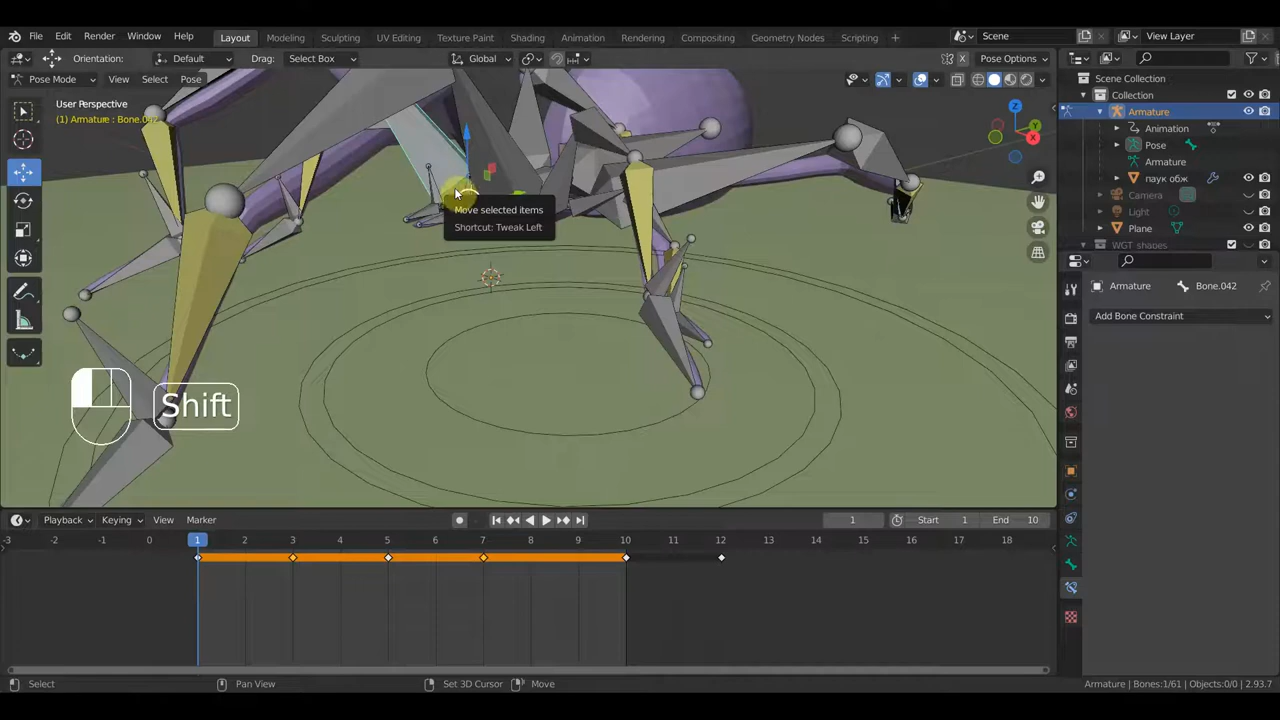 File Edit Render Window Help Layout Modeling Sculpting UV Editing Texture Paint Shading Animation Rendering Compositing Geometry Nodes Scripting + Scene View Layer
Orientation: Default Drag: Select Box Global Pose Options
Pose Mode View Select Pose
User Perspective
(1) Armature : Bone.042
X Y Z
Scene Collection
Collection
Armature
Animation
Pose
Armature
паук обж
Camera
Light
Plane
WGT_shapes
Armature Bone.042
Add Bone Constraint
Move selected items
Shortcut: Tweak Left
Shift
Playback Keying View Marker 1 Start 1 End 10
-3 -2 -1 0 1 2 3 4 5 6 7 8 9 10 12 13 14 15 16 17 18
Select Pan View Set 3D Cursor Move Armature | Bones:1/61 | Objects:0/0 | 2.93.7